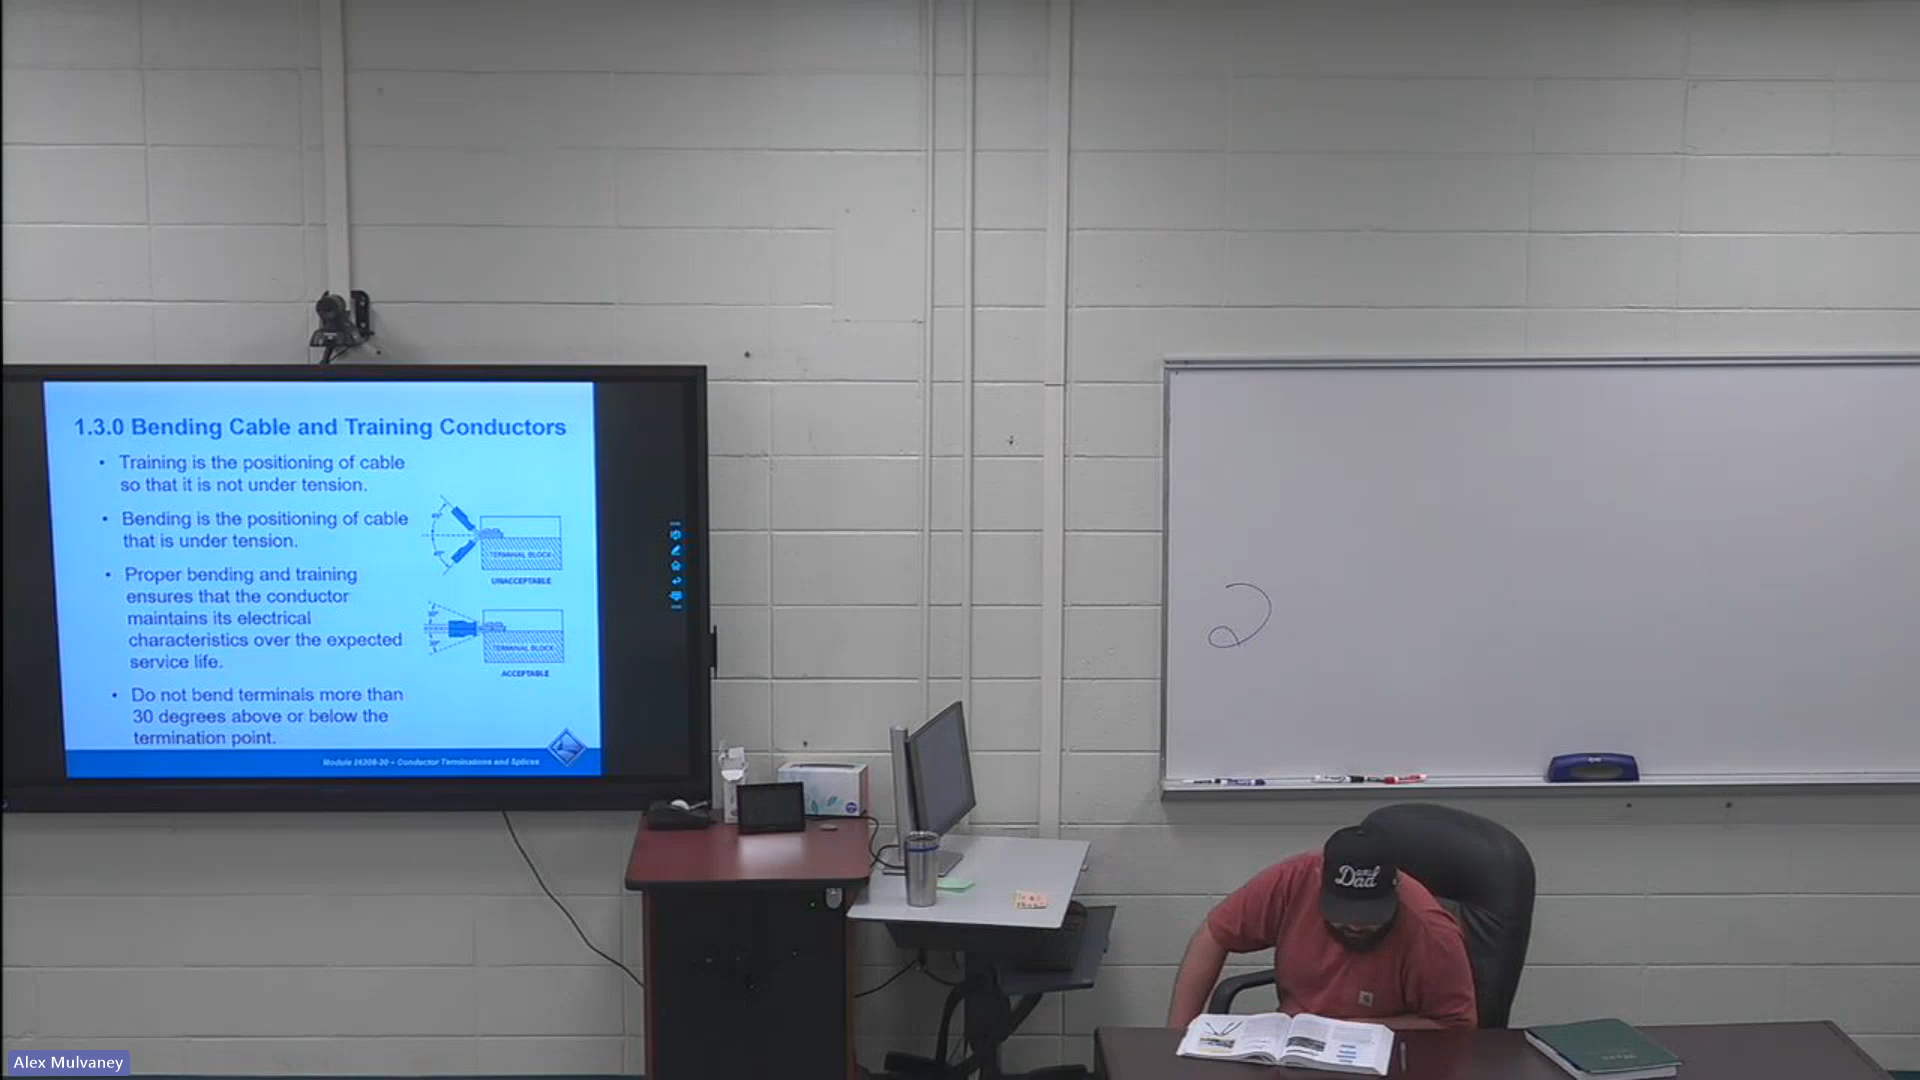 1.3.0 Bending Cable and Training Conductors
• Training is the positioning of cable
so that it is not under tension.
• Bending is the positioning of cable
that is under tension.
• Proper bending and training
ensures that the conductor
maintains its electrical
characteristics over the expected
service life.
• Do not bend terminals more than
30 degrees above or below the
termination point.
TERMINAL BLOCK
UNACCEPTABLE
30°
30°
TERMINAL BLOCK
ACCEPTABLE
Conductor Terminations and Splices
2
Dad
Alex Mulvaney